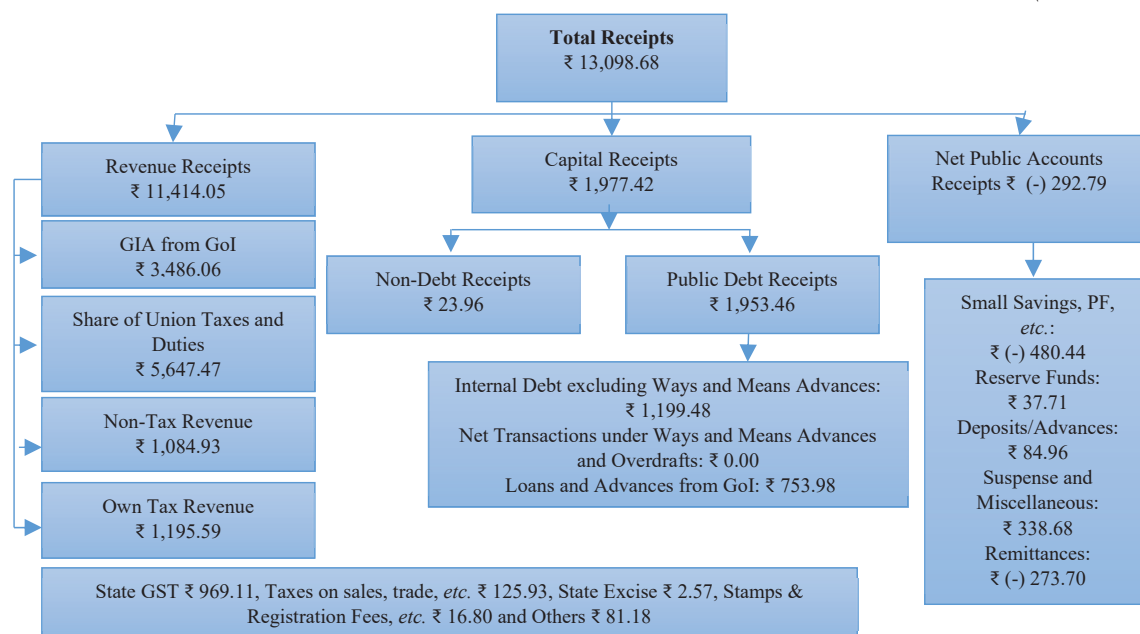 Total Receipts
₹ 13,098.68
Revenue Receipts
₹ 11,414.05
Capital Receipts
₹ 1,977.42
Net Public Accounts
Receipts ₹ (-) 292.79
GIA from GoI
₹ 3,486.06
Share of Union Taxes and
Duties
₹ 5,647.47
Non-Tax Revenue
₹ 1,084.93
Own Tax Revenue
₹ 1,195.59
Non-Debt Receipts
₹ 23.96
Public Debt Receipts
₹ 1,953.46
Internal Debt excluding Ways and Means Advances:
₹ 1,199.48
Net Transactions under Ways and Means Advances
and Overdrafts: ₹ 0.00
Loans and Advances from GoI: ₹ 753.98
Small Savings, PF,
etc.:
₹ (-) 480.44
Reserve Funds:
₹ 37.71
Deposits/Advances:
₹ 84.96
Suspense and
Miscellaneous:
₹ 338.68
Remittances:
₹ (-) 273.70
State GST ₹ 969.11, Taxes on sales, trade, etc. ₹ 125.93, State Excise ₹ 2.57, Stamps &
Registration Fees, etc. ₹ 16.80 and Others ₹ 81.18